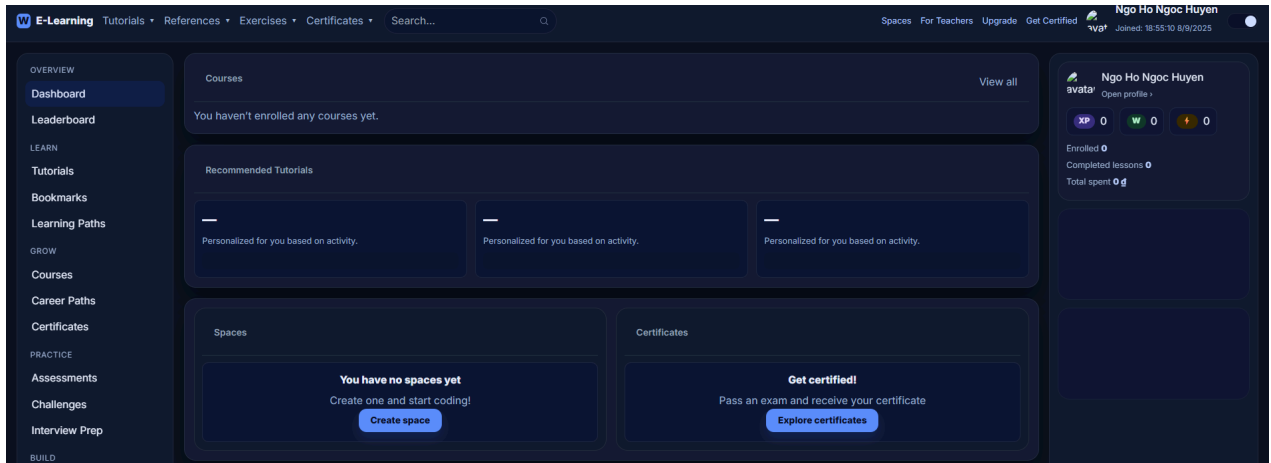 W E-Learning Tutorials References Exercises Certificates Search... Spaces For Teachers Upgrade Get Certified
Ngo Ho Ngoc Huyen
Joined: 18:55:10 8/9/2025
OVERVIEW
Dashboard
Leaderboard
LEARN
Tutorials
Bookmarks
Learning Paths
GROW
Courses
Career Paths
Certificates
PRACTICE
Assessments
Challenges
Interview Prep
BUILD
Courses
View all
You haven't enrolled any courses yet.
Recommended Tutorials
— — —
Personalized for you based on activity. Personalized for you based on activity. Personalized for you based on activity.
Spaces
You have no spaces yet
Create one and start coding!
Create space
Certificates
Get certified!
Pass an exam and receive your certificate
Explore certificates
avatar
Ngo Ho Ngoc Huyen
Open profile ›
XP 0 W 0 0
Enrolled 0
Completed lessons 0
Total spent 0 ₫